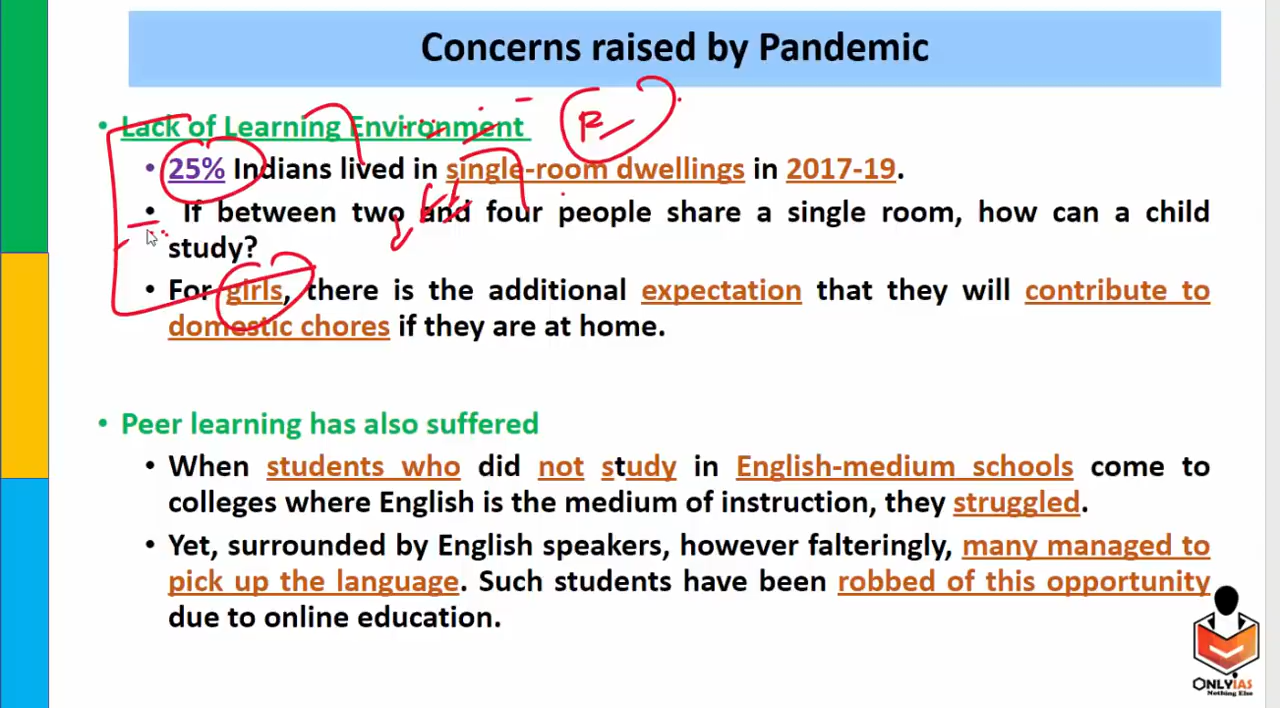 Concerns raised by Pandemic
• Lack of Learning Environment
• 25% Indians lived in single-room dwellings in 2017-19.
• If between two and four people share a single room, how can a child
study?
• For girls, there is the additional expectation that they will contribute to
domestic chores if they are at home.
• Peer learning has also suffered
• When students who did not study in English-medium schools come to
colleges where English is the medium of instruction, they struggled.
• Yet, surrounded by English speakers, however falteringly, many managed to
pick up the language. Such students have been robbed of this opportunity
due to online education.
ONLYIAS
Nothing Else